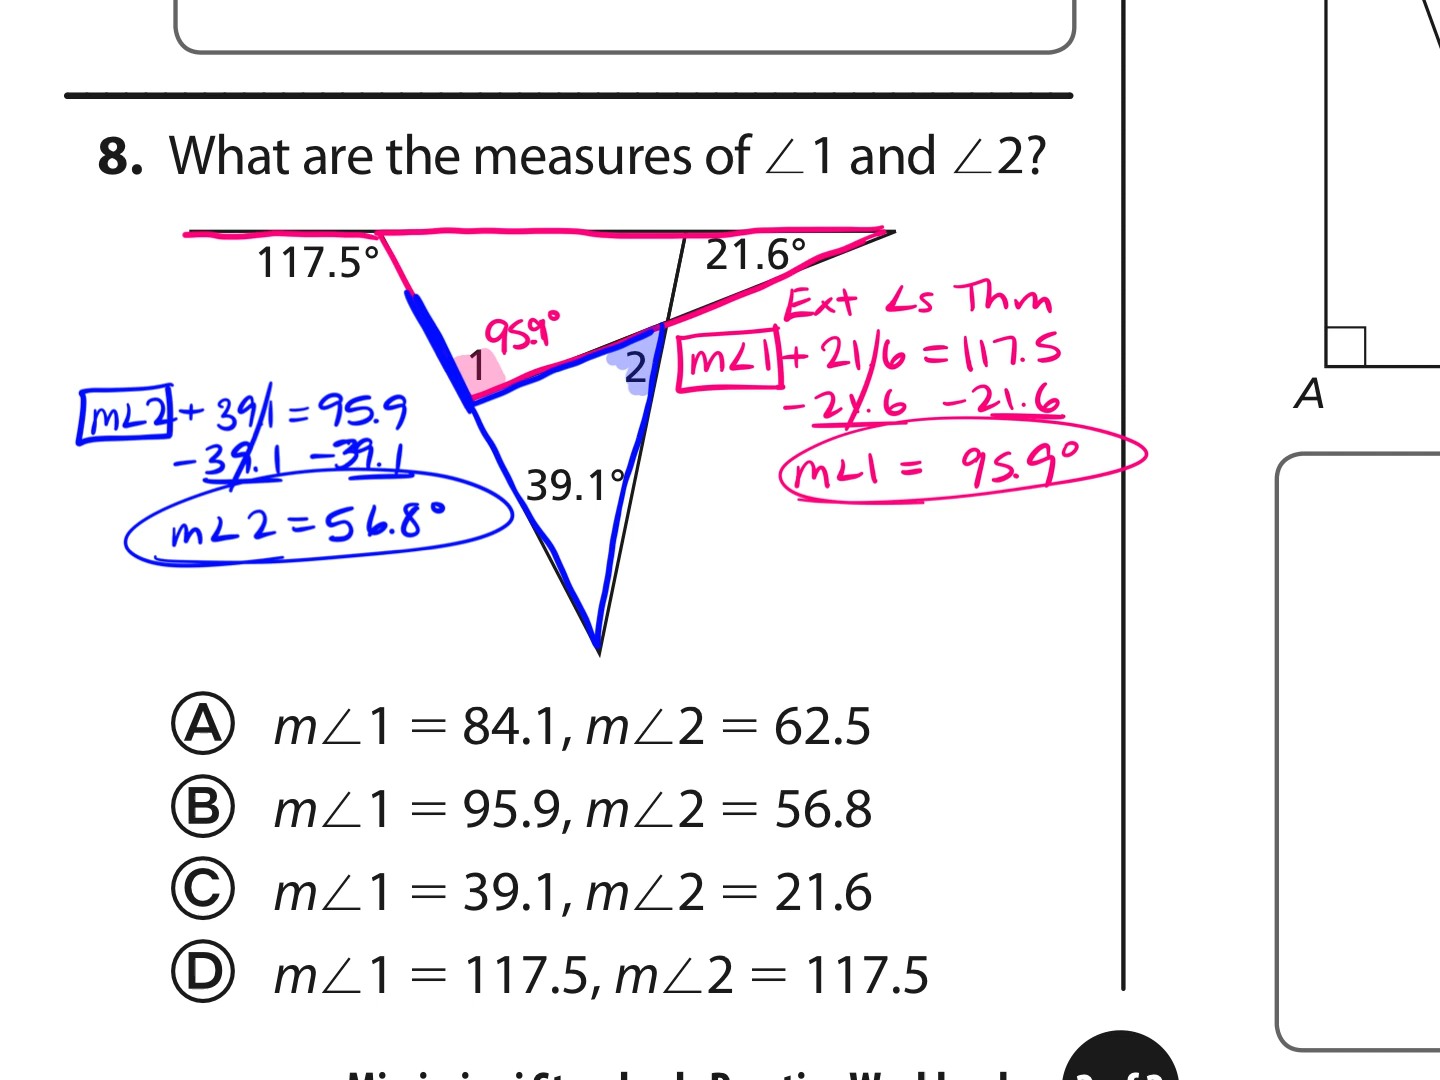 8. What are the measures of ∠1 and ∠2?
117.5°
21.6°
Ext ∠s Thm
95.9°
1
2
m∠1 + 21.6 = 117.5
- 21.6 - 21.6
m∠1 = 95.9°
m∠2 + 39.1 = 95.9
- 39.1 - 39.1
m∠2 = 56.8°
39.1°
A
A m∠1 = 84.1, m∠2 = 62.5
B m∠1 = 95.9, m∠2 = 56.8
C m∠1 = 39.1, m∠2 = 21.6
D m∠1 = 117.5, m∠2 = 117.5